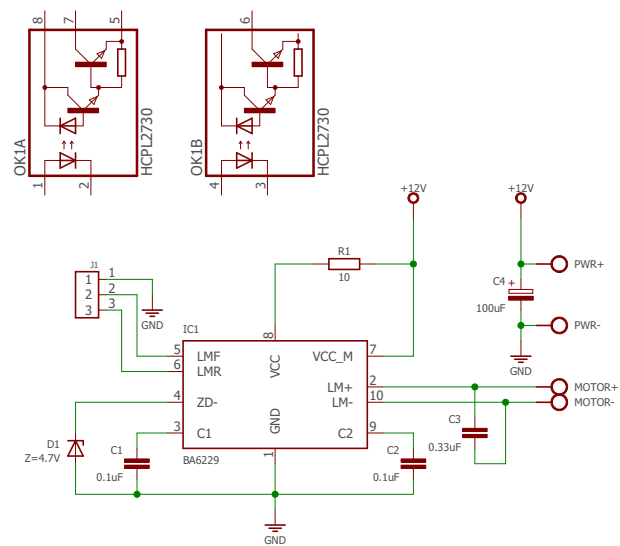 8 7 5
6
OK1A
HCPL2730
OK1B
HCPL2730
1 2
4 3
+12V
+12V
R1
10
PWR+
J1
1 1
2 2
3 3
GND
C4
+
100uF
PWR-
GND
IC1
8
5 LMF VCC VCC_M 7
6 LMR
LM+ 2 MOTOR+
4 ZD- LM- 10 MOTOR-
GND
3 C1 C2 9
C3
0.33uF
D1
Z=4.7V
C1
0.1uF
BA6229
1
C2
0.1uF
GND